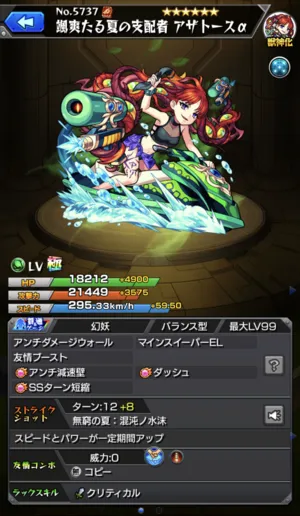 No.5737
颯爽たる夏の支配者 アザトースα
獣神化
LV 極
HP 18212 +4900
攻撃力 21449 +3575
スピード 295.33km/h +59.50
幻妖 バランス型 最大LV99
アンチダメージウォール マインスイーパーEL
友情ブースト
アンチ減速壁 ダッシュ
SSターン短縮
?
ストライクショット ターン:12 +8
無窮の夏:混沌ノ水沫
スピードとパワーが一定期間アップ
友情コンボ 威力:0
コピー
ラックスキル クリティカル